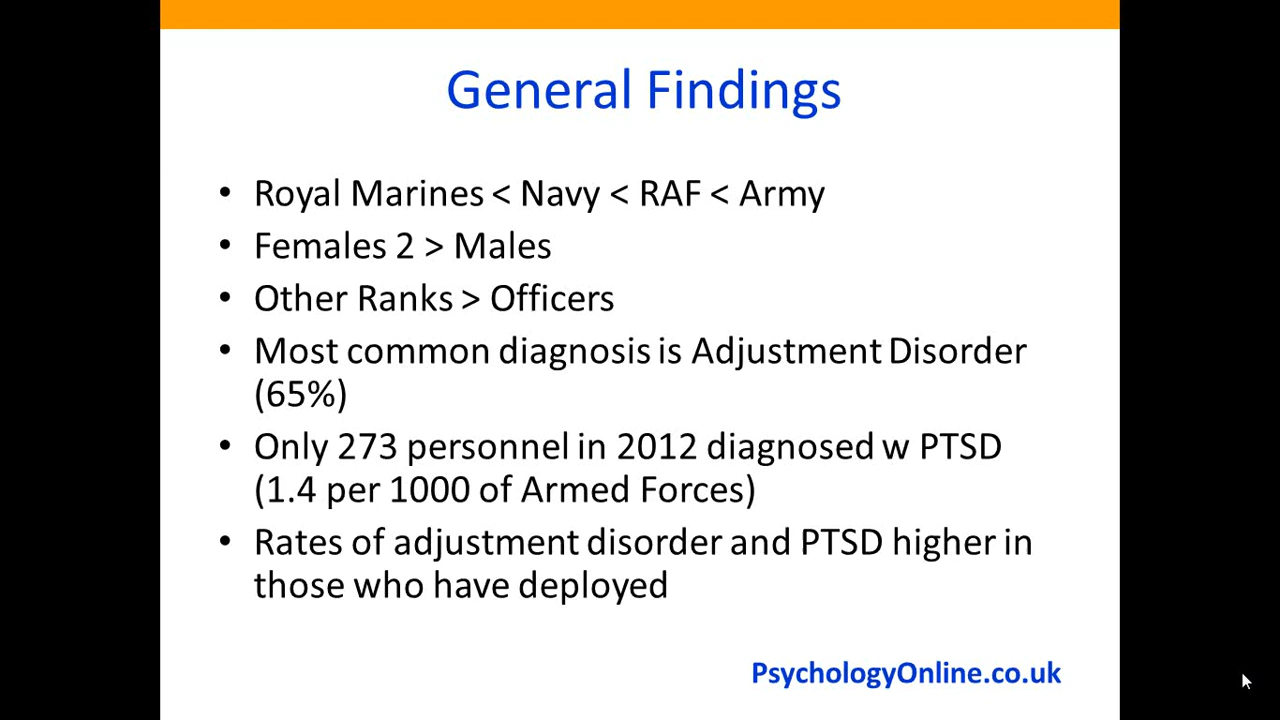 General Findings
• Royal Marines < Navy < RAF < Army
• Females 2 > Males
• Other Ranks > Officers
• Most common diagnosis is Adjustment Disorder
(65%)
• Only 273 personnel in 2012 diagnosed w PTSD
(1.4 per 1000 of Armed Forces)
• Rates of adjustment disorder and PTSD higher in
those who have deployed
PsychologyOnline.co.uk